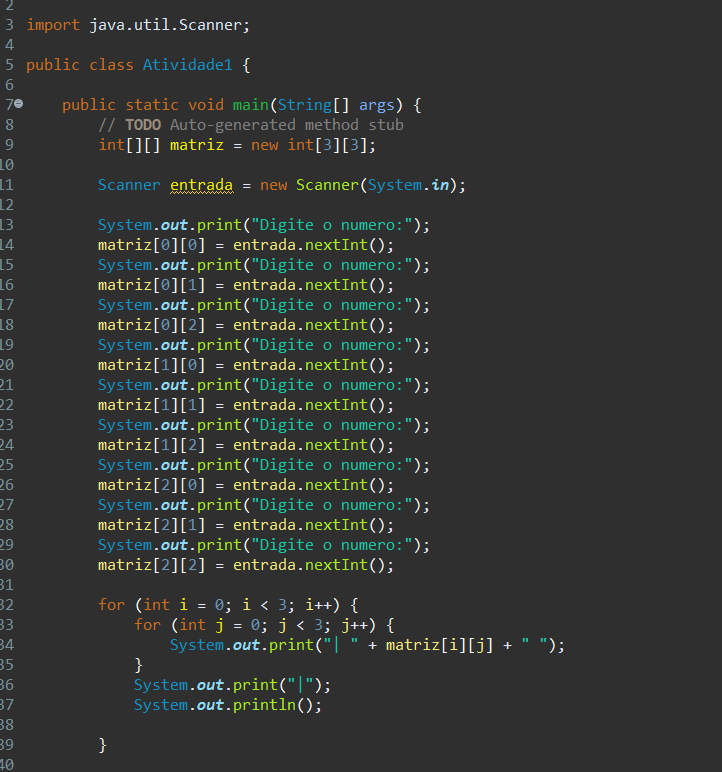 2
3 import java.util.Scanner;
4
5 public class Atividade1 {
6
7 public static void main(String[] args) {
8 // TODO Auto-generated method stub
9 int[][] matriz = new int[3][3];
10
11 Scanner entrada = new Scanner(System.in);
12
13 System.out.print("Digite o numero:");
14 matriz[0][0] = entrada.nextInt();
15 System.out.print("Digite o numero:");
16 matriz[0][1] = entrada.nextInt();
17 System.out.print("Digite o numero:");
18 matriz[0][2] = entrada.nextInt();
19 System.out.print("Digite o numero:");
20 matriz[1][0] = entrada.nextInt();
21 System.out.print("Digite o numero:");
22 matriz[1][1] = entrada.nextInt();
23 System.out.print("Digite o numero:");
24 matriz[1][2] = entrada.nextInt();
25 System.out.print("Digite o numero:");
26 matriz[2][0] = entrada.nextInt();
27 System.out.print("Digite o numero:");
28 matriz[2][1] = entrada.nextInt();
29 System.out.print("Digite o numero:");
30 matriz[2][2] = entrada.nextInt();
31
32 for (int i = 0; i < 3; i++) {
33 for (int j = 0; j < 3; j++) {
34 System.out.print("| " + matriz[i][j] + " ");
35 }
36 System.out.print("|");
37 System.out.println();
38
39 }
40